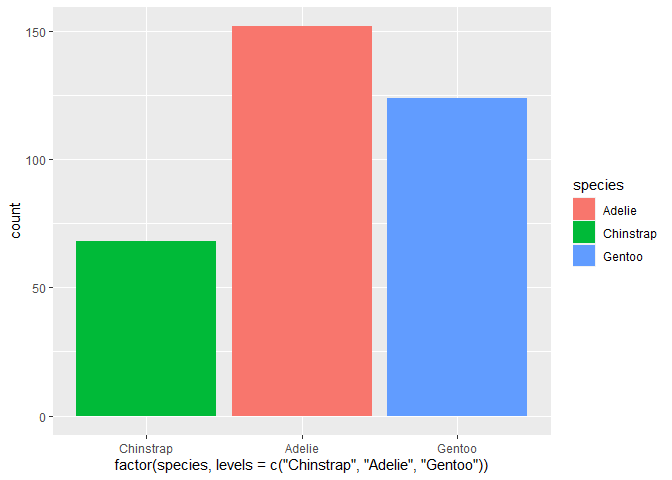 150
100
50
0
count
Chinstrap Adelie Gentoo
factor(species, levels = c("Chinstrap", "Adelie", "Gentoo"))
species
Adelie
Chinstrap
Gentoo